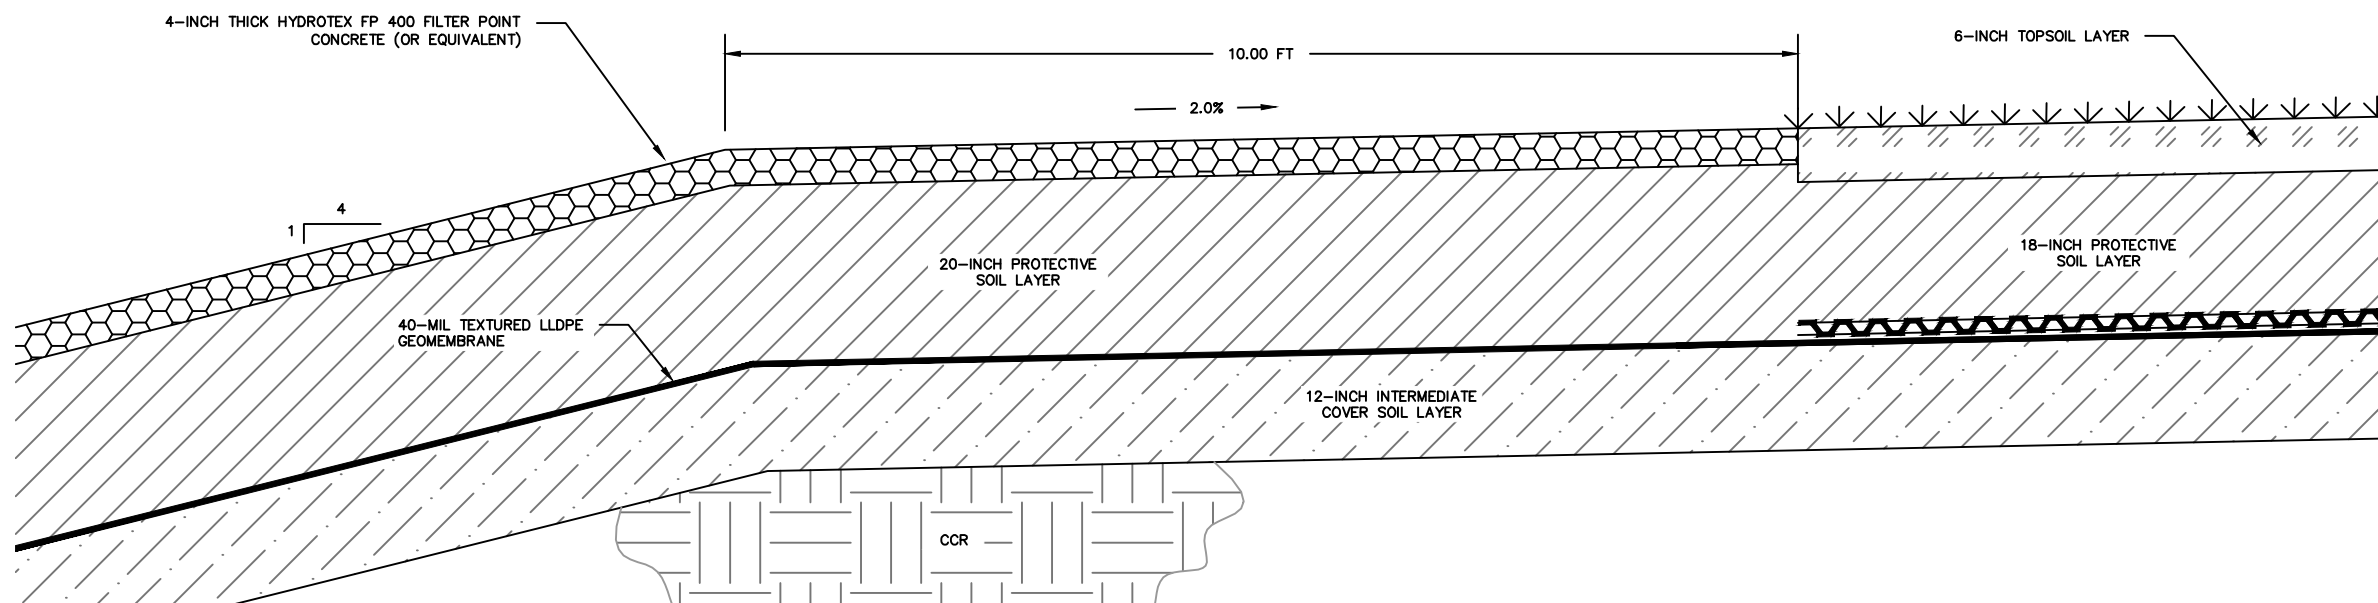 4-INCH THICK HYDROTEX FP 400 FILTER POINT
CONCRETE (OR EQUIVALENT)
10.00 FT
6-INCH TOPSOIL LAYER
2.0%
4
1
20-INCH PROTECTIVE
SOIL LAYER
18-INCH PROTECTIVE
SOIL LAYER
40-MIL TEXTURED LLDPE
GEOMEMBRANE
12-INCH INTERMEDIATE
COVER SOIL LAYER
CCR